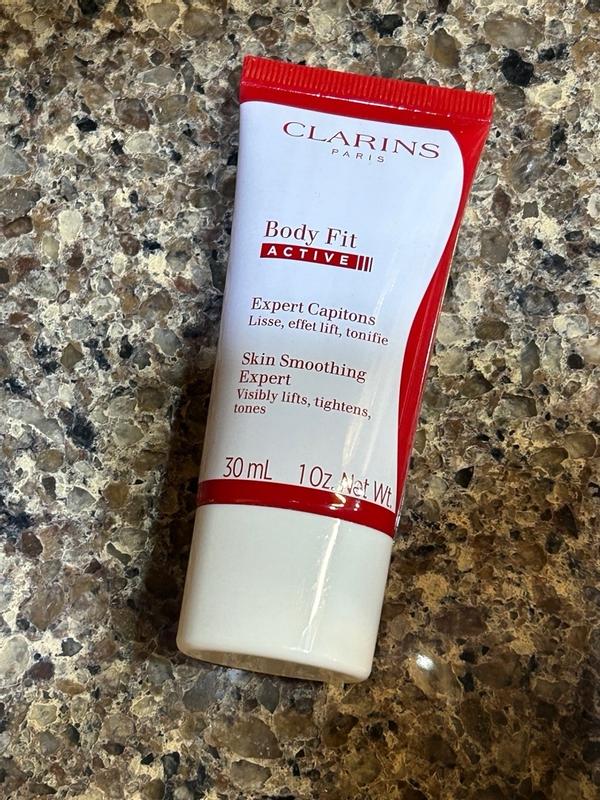 CLARINS
PARIS
Body Fit
ACTIVE
Expert Capitons
Lisse, effet lift, tonifie
Skin Smoothing
Expert
Visibly lifts, tightens,
tones
30 mL 1 Oz. Net Wt.